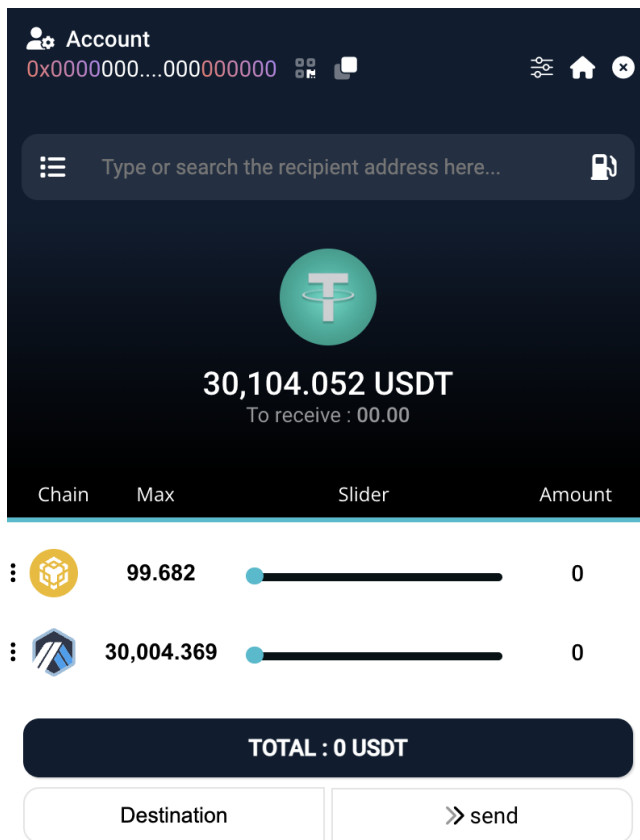 Account
0x0000000....000000000
Type or search the recipient address here...
30,104.052 USDT
To receive : 00.00
Chain Max Slider Amount
99.682 0
30,004.369 0
TOTAL : 0 USDT
Destination send